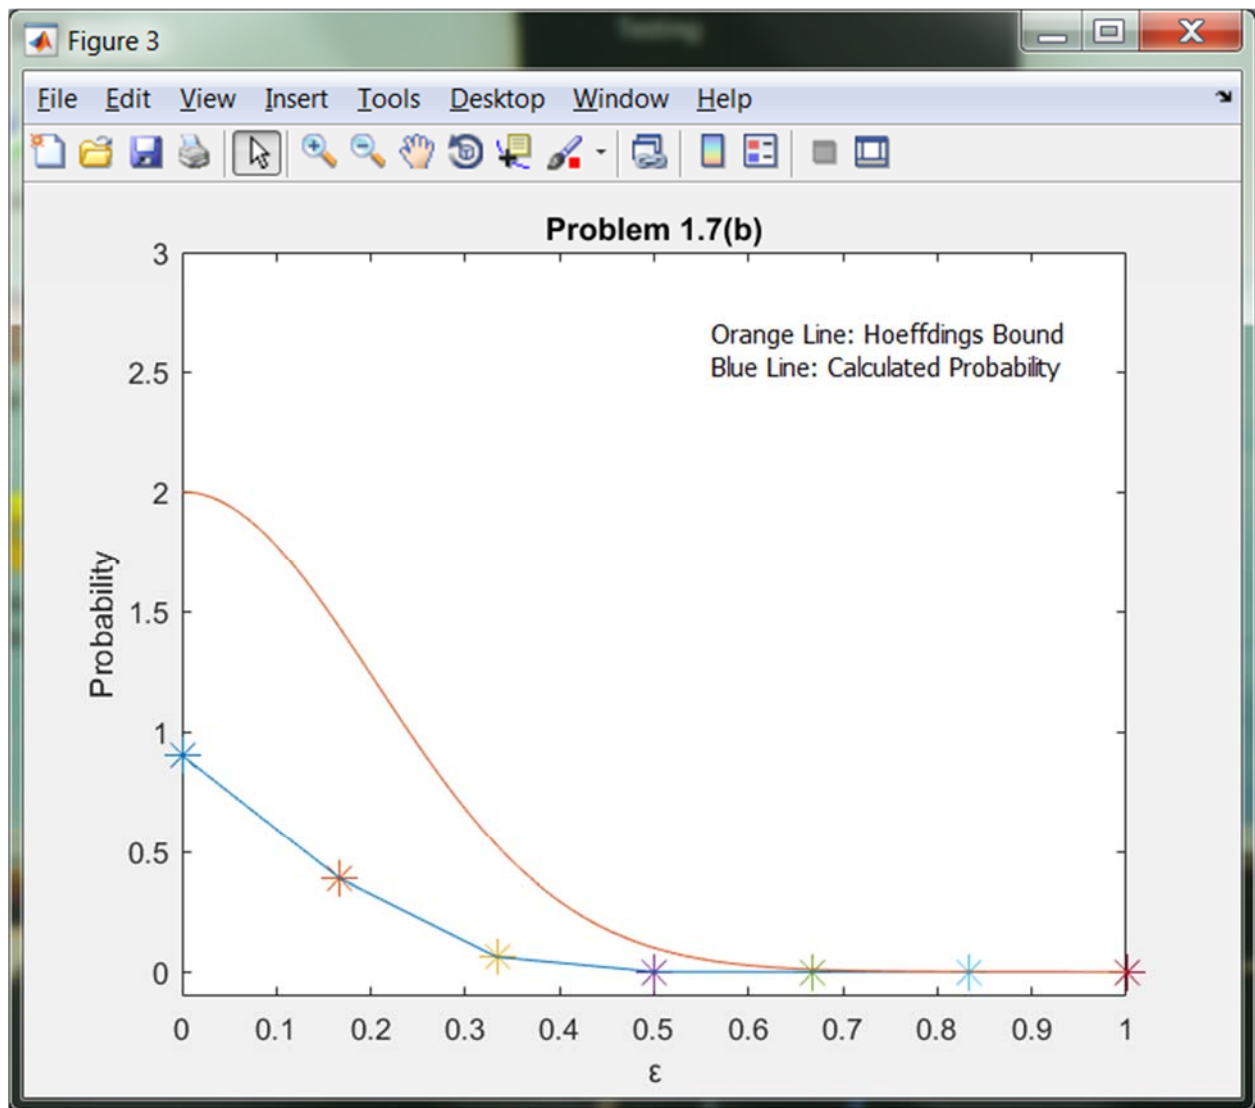 Testing
Figure 3
File Edit View Insert Tools Desktop Window Help
Problem 1.7(b)
3
2.5
2
1.5
1
0.5
0
Probability
Orange Line: Hoeffdings Bound
Blue Line: Calculated Probability
0 0.1 0.2 0.3 0.4 0.5 0.6 0.7 0.8 0.9 1
ε